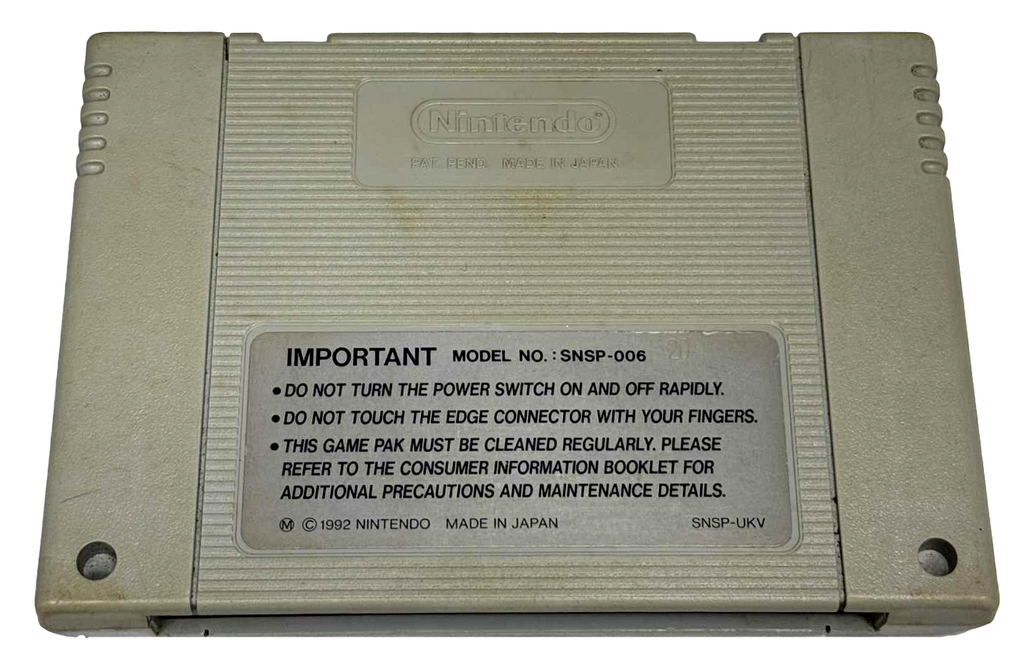 Nintendo
PAT. PEND. MADE IN JAPAN
IMPORTANT MODEL NO.: SNSP-006 21
• DO NOT TURN THE POWER SWITCH ON AND OFF RAPIDLY.
• DO NOT TOUCH THE EDGE CONNECTOR WITH YOUR FINGERS.
• THIS GAME PAK MUST BE CLEANED REGULARLY. PLEASE
REFER TO THE CONSUMER INFORMATION BOOKLET FOR
ADDITIONAL PRECAUTIONS AND MAINTENANCE DETAILS.
Ⓜ © 1992 NINTENDO MADE IN JAPAN SNSP-UKV